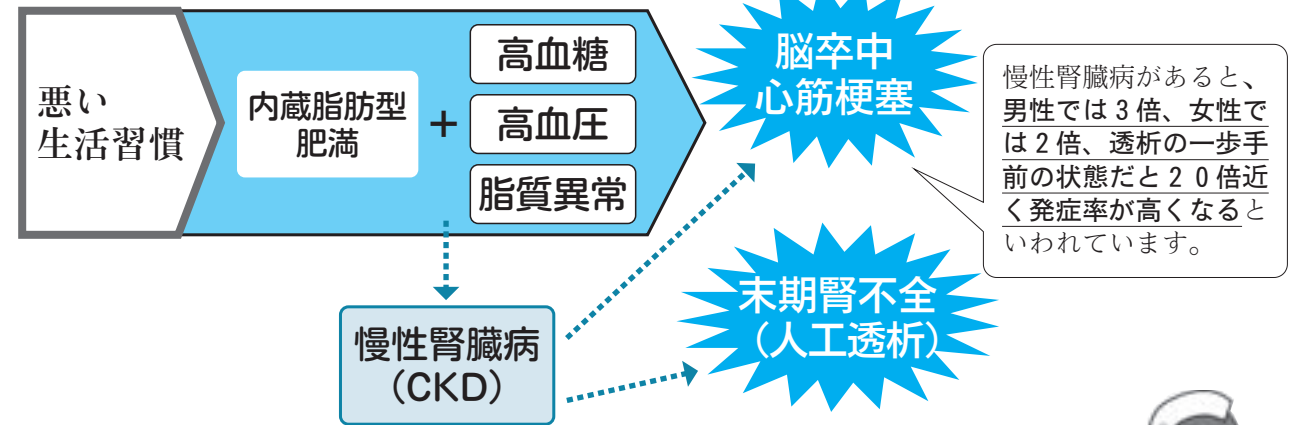 悪い
生活習慣
内蔵脂肪型
肥満
+
高血糖
高血圧
脂質異常
脳卒中
心筋梗塞
慢性腎臓病があると、
男性では3倍、女性で
は2倍、透析の一歩手
前の状態だと20倍近
く発症率が高くなると
いわれています。
慢性腎臓病
(CKD)
末期腎不全
(人工透析)